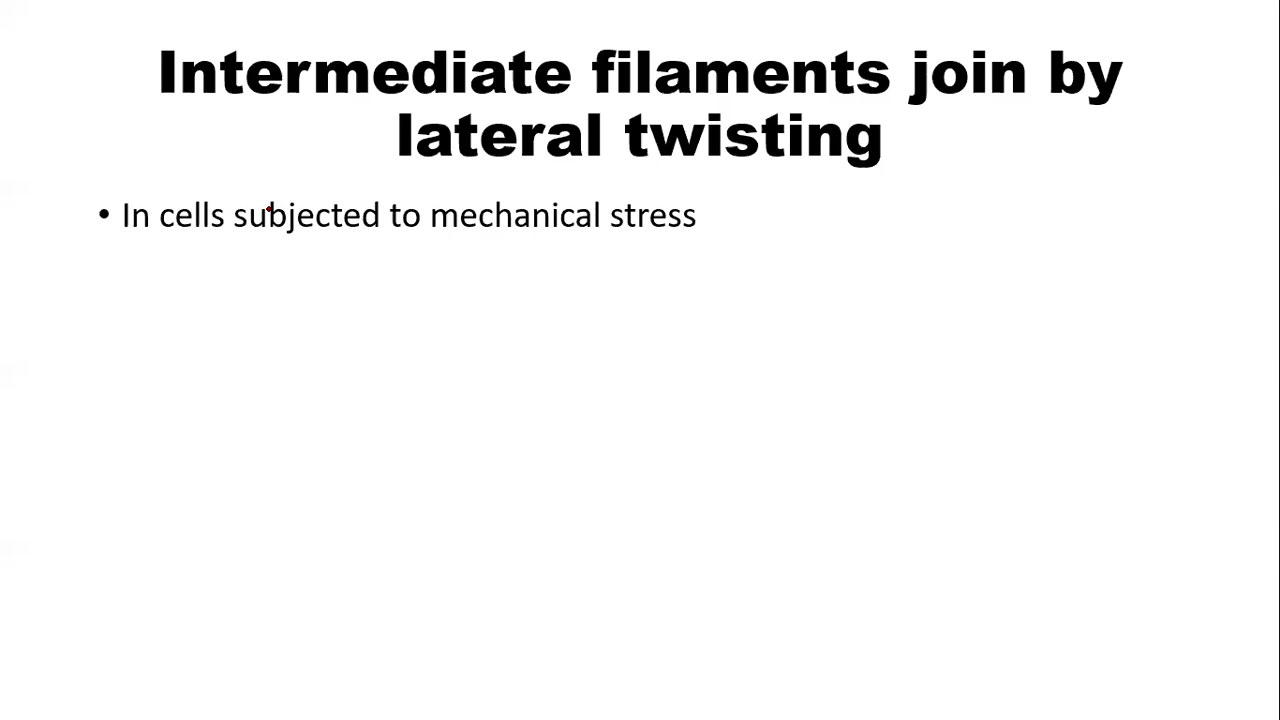 Intermediate filaments join by
lateral twisting
• In cells subjected to mechanical stress